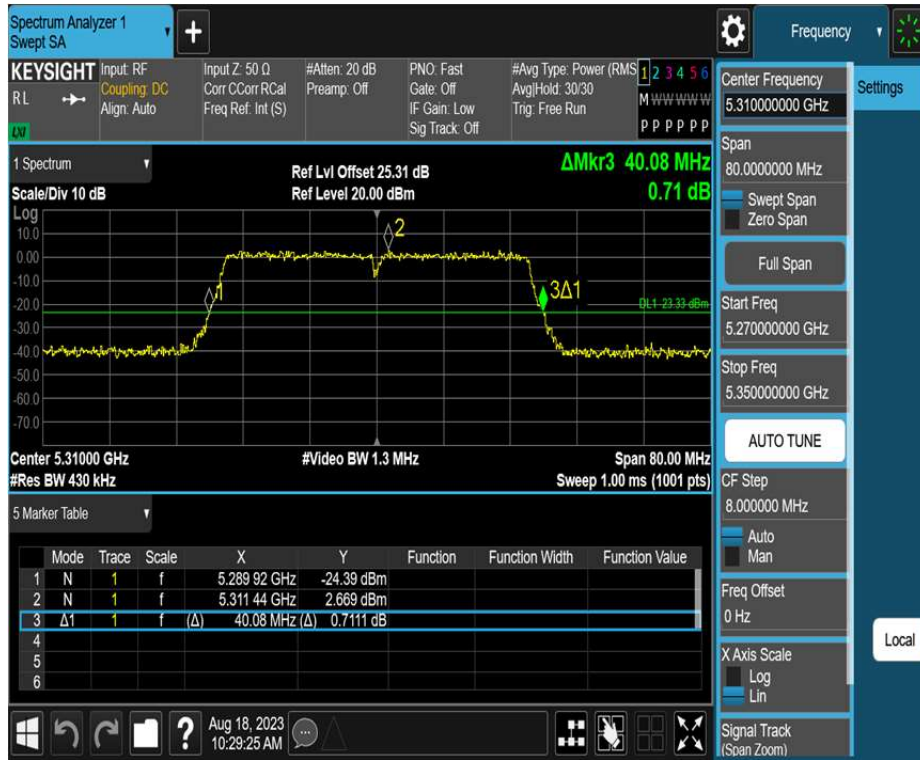 Spectrum Analyzer 1
Swept SA
+
Frequency
KEYSIGHT
RL
LXI
Input: RF
Coupling: DC
Align: Auto
Input Z: 50 Ω
Corr CCorr RCal
Freq Ref: Int (S)
#Atten: 20 dB
Preamp: Off
PNO: Fast
Gate: Off
IF Gain: Low
Sig Track: Off
#Avg Type: Power (RMS
Avg|Hold: 30/30
Trig: Free Run
1 2 3 4 5 6
M W W W W W
P P P P P P
1 Spectrum
Scale/Div 10 dB
Ref Lvl Offset 25.31 dB
Ref Level 20.00 dBm
ΔMkr3 40.08 MHz
0.71 dB
Log
10.0
0.00
-10.0
-20.0
-30.0
-40.0
-50.0
-60.0
-70.0
2
1
3Δ1
DL1 -23.33 dBm
Center 5.31000 GHz
#Video BW 1.3 MHz
Span 80.00 MHz
#Res BW 430 kHz
Sweep 1.00 ms (1001 pts)
5 Marker Table
Mode Trace Scale X Y Function Function Width Function Value
1 N 1 f 5.289 92 GHz -24.39 dBm
2 N 1 f 5.311 44 GHz 2.669 dBm
3 Δ1 1 f (Δ) 40.08 MHz (Δ) 0.7111 dB
4
5
6
?
Aug 18, 2023
10:29:25 AM
Center Frequency
5.310000000 GHz
Span
80.0000000 MHz
Swept Span
Zero Span
Full Span
Start Freq
5.270000000 GHz
Stop Freq
5.350000000 GHz
AUTO TUNE
CF Step
8.000000 MHz
Auto
Man
Freq Offset
0 Hz
X Axis Scale
Log
Lin
Signal Track
(Span Zoom)
Settings
Local